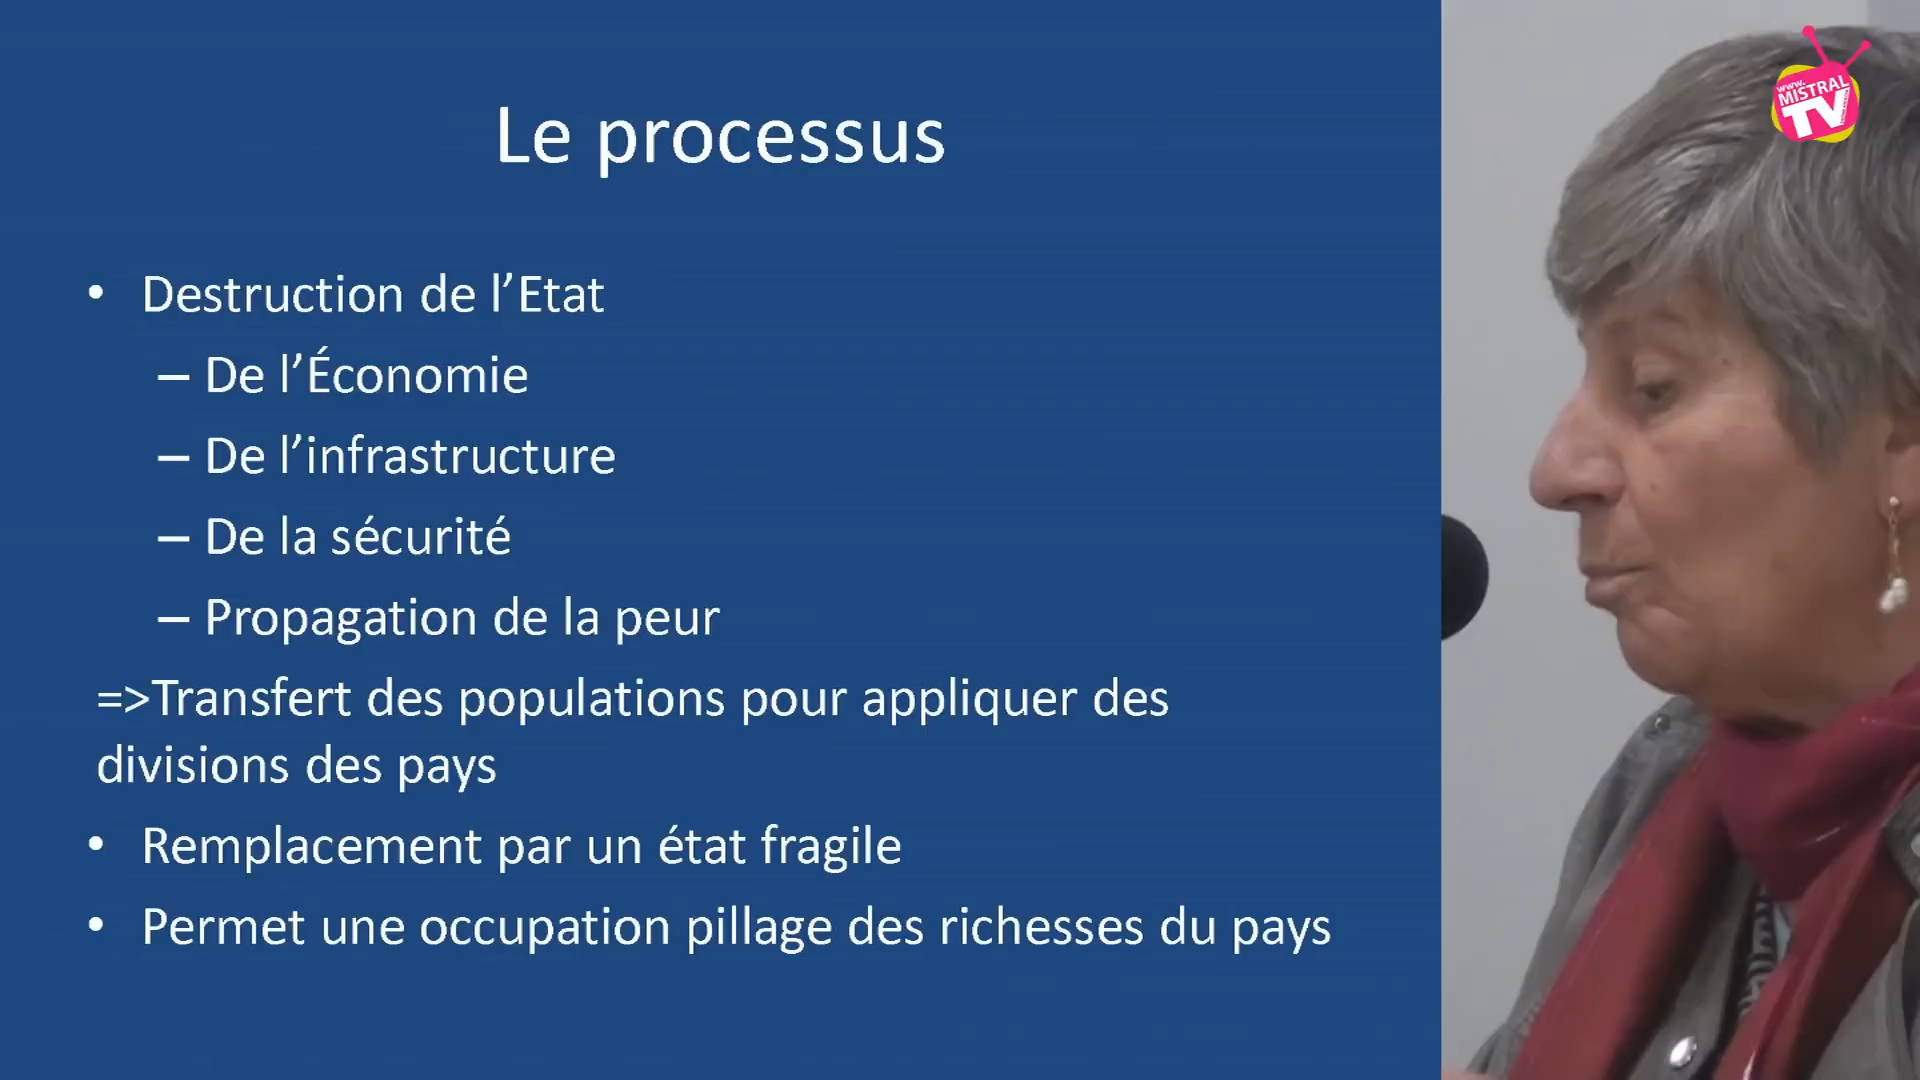 www.
MISTRAL
TV
Le processus
• Destruction de l’Etat
– De l’Économie
– De l’infrastructure
– De la sécurité
– Propagation de la peur
=>Transfert des populations pour appliquer des
divisions des pays
• Remplacement par un état fragile
• Permet une occupation pillage des richesses du pays